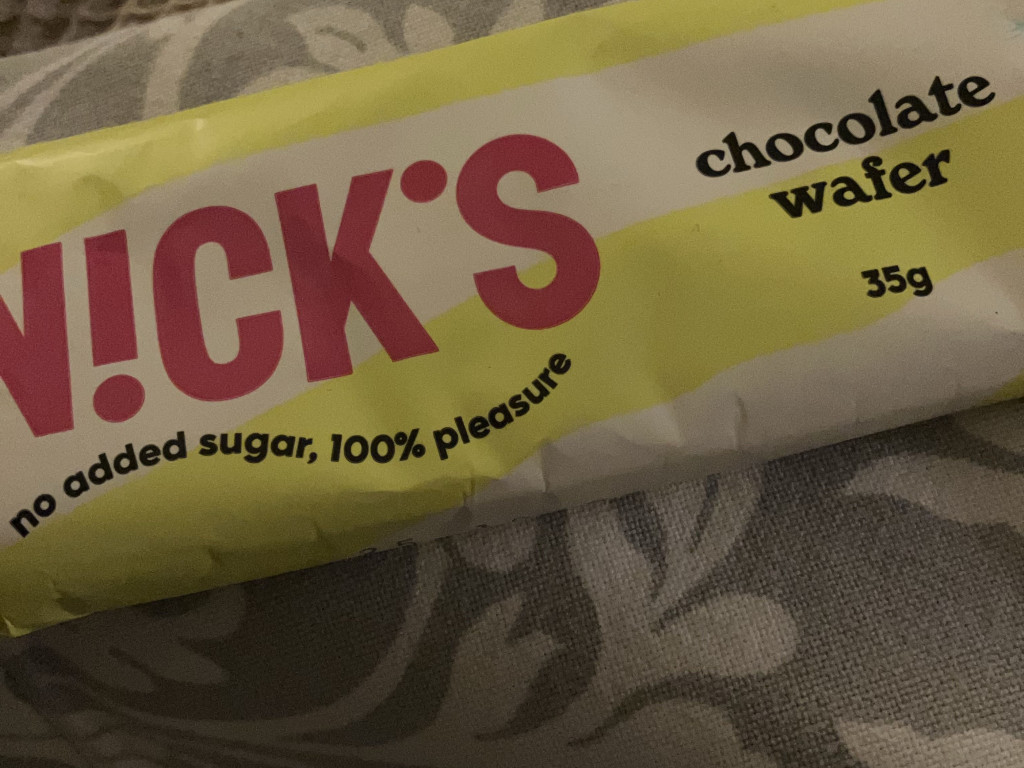 N!CK'S
no added sugar, 100% pleasure
chocolate
wafer
35g